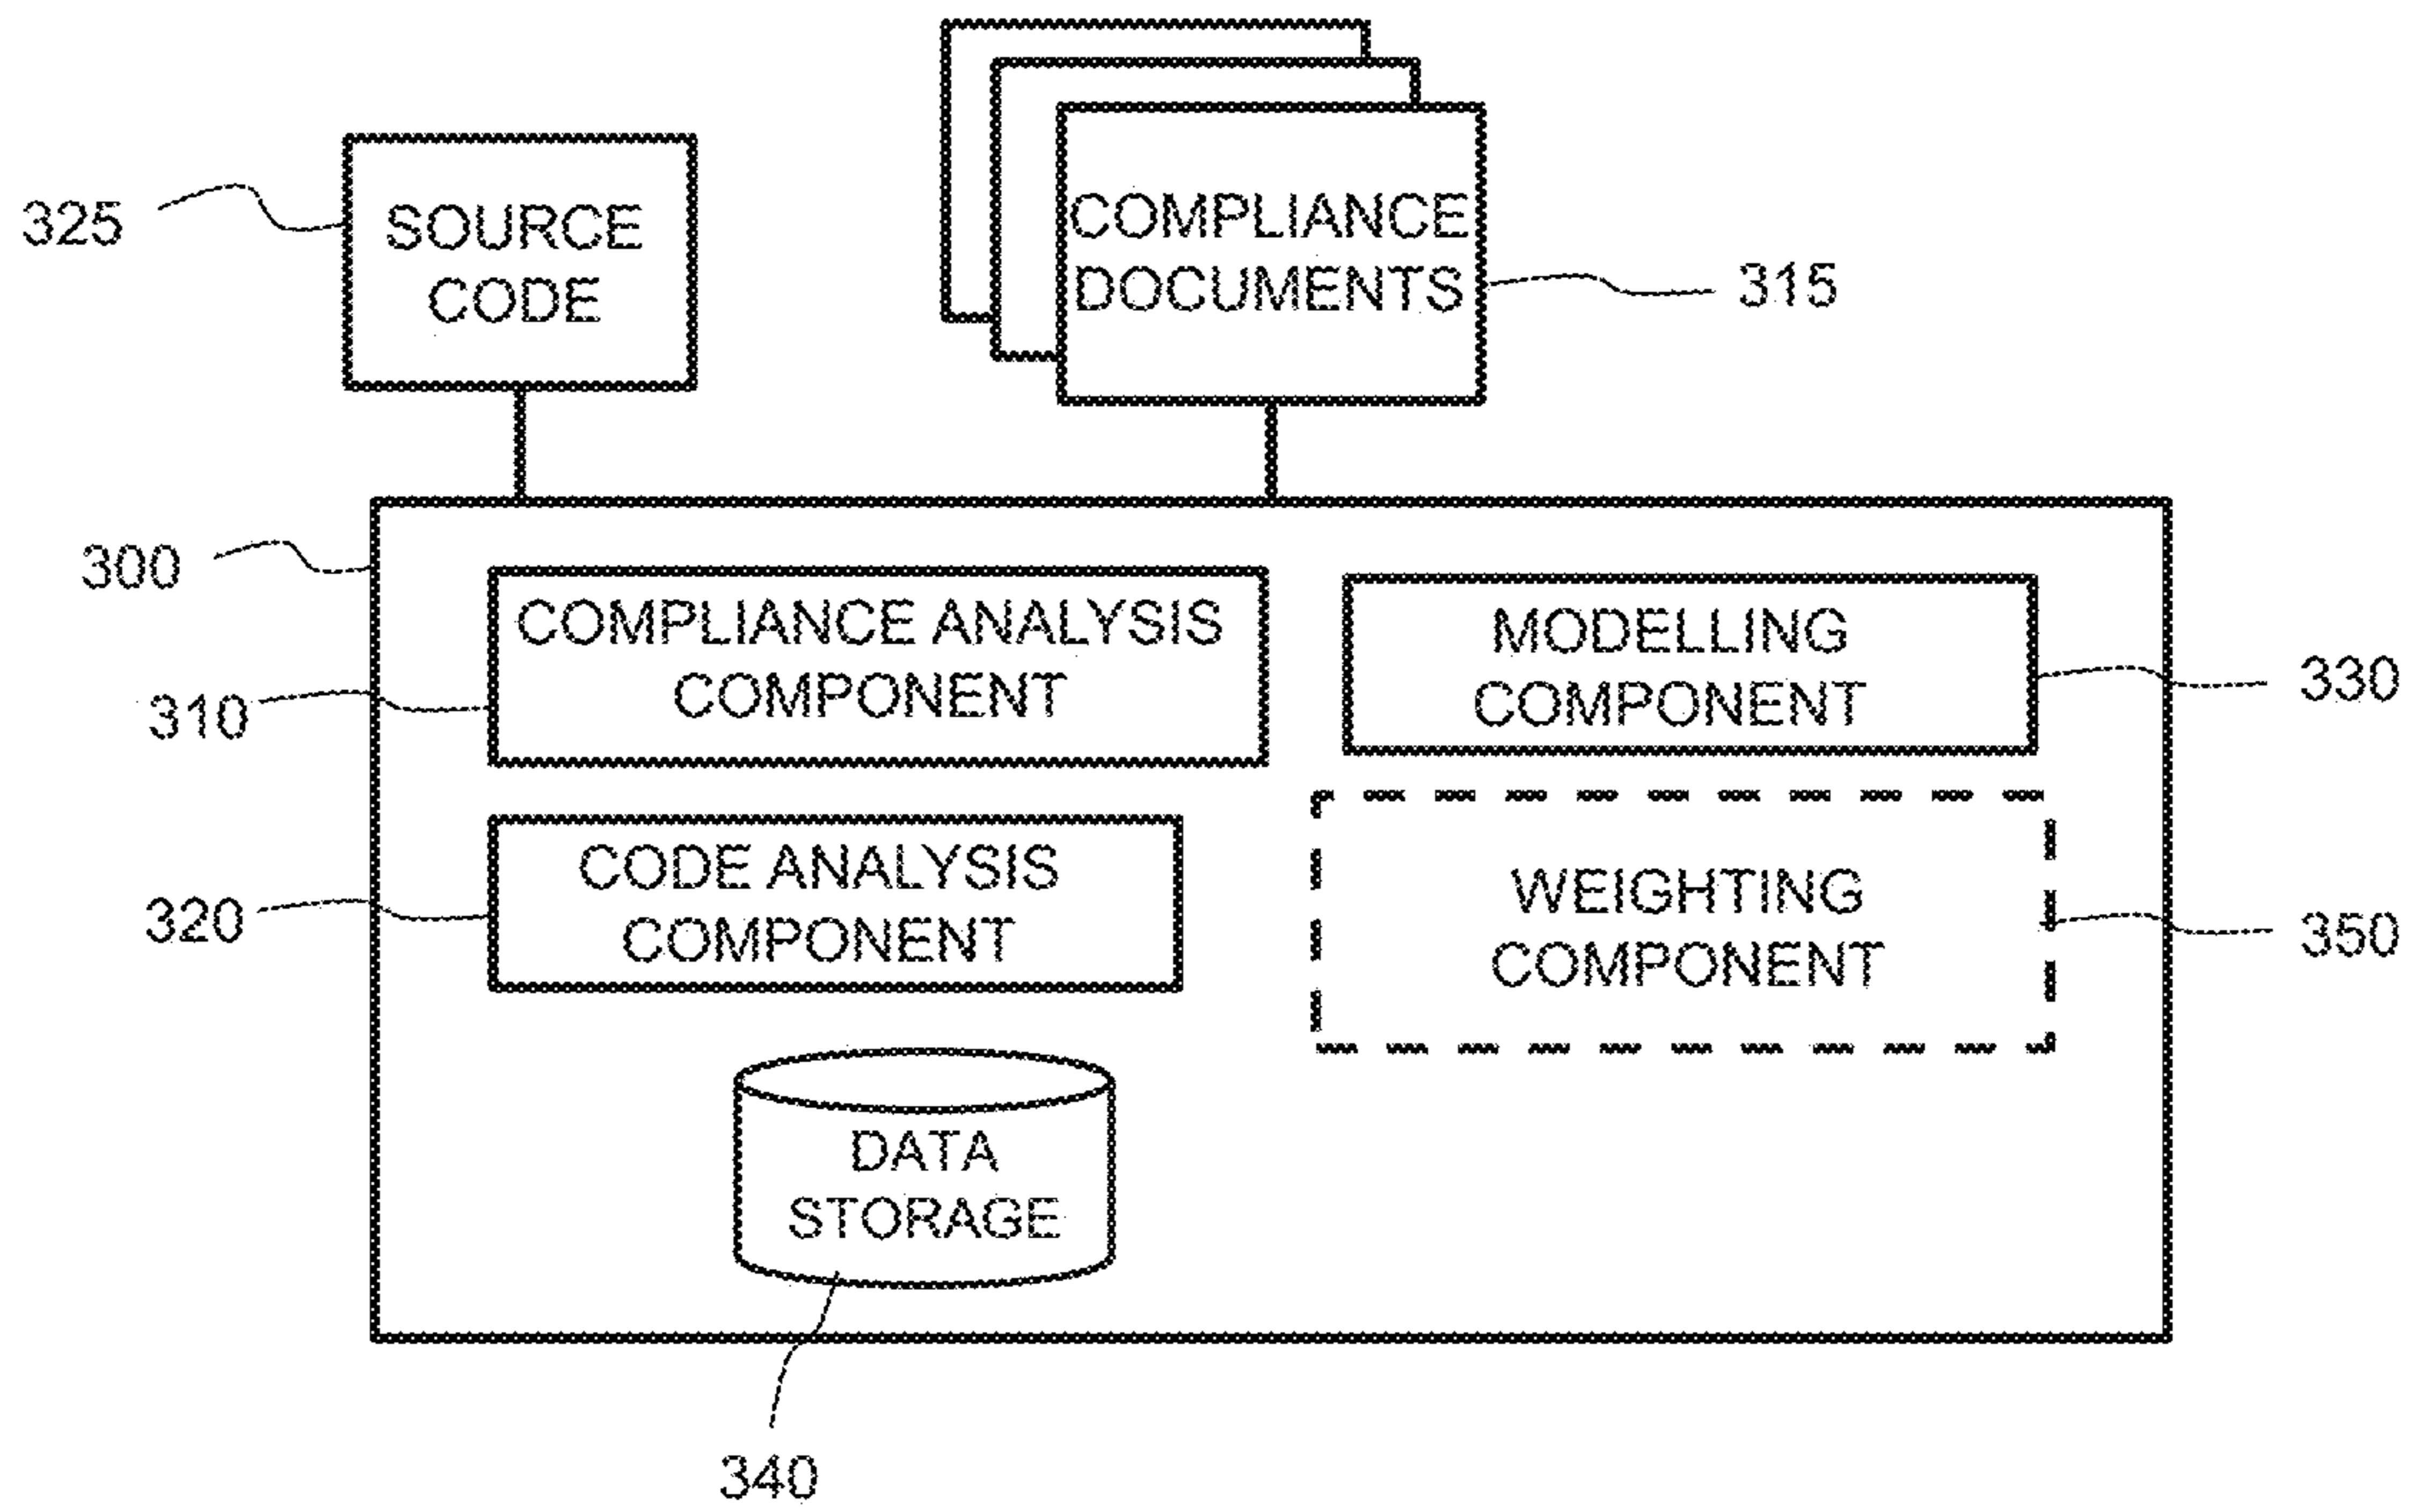 325
SOURCE
CODE
COMPLIANCE
DOCUMENTS
315
300
COMPLIANCE ANALYSIS
COMPONENT
310
MODELLING
COMPONENT
330
CODE ANALYSIS
COMPONENT
320
WEIGHTING
COMPONENT
350
DATA
STORAGE
340